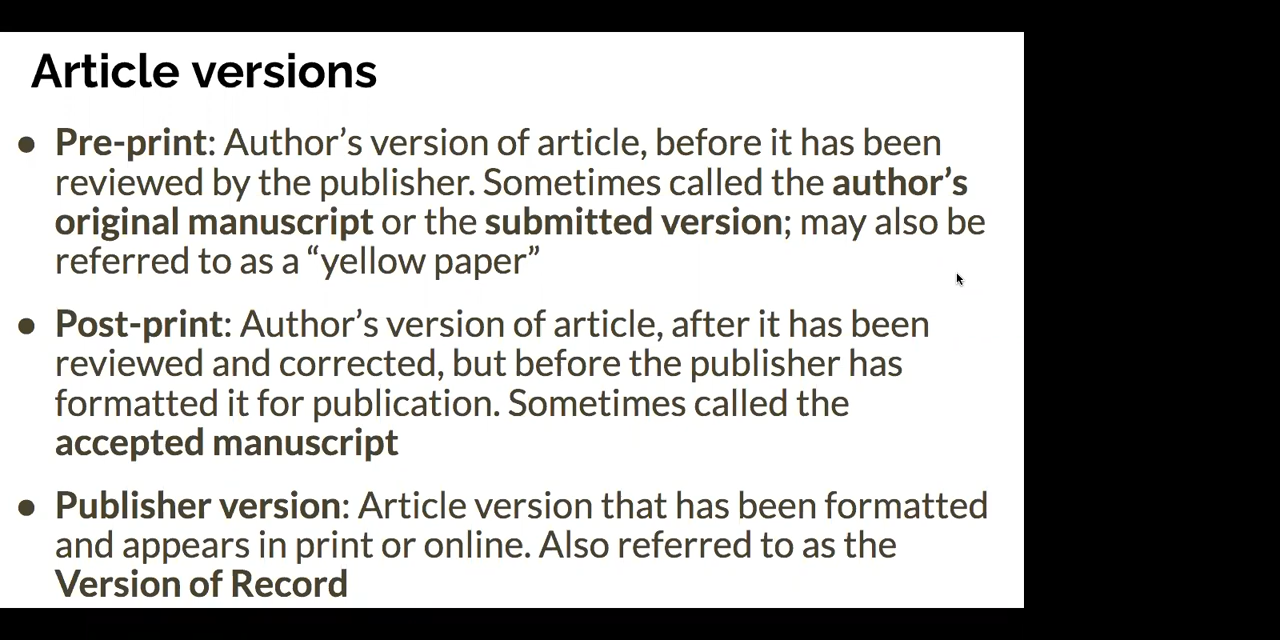 Article versions
● Pre-print: Author’s version of article, before it has been
reviewed by the publisher. Sometimes called the author’s
original manuscript or the submitted version; may also be
referred to as a “yellow paper”
● Post-print: Author’s version of article, after it has been
reviewed and corrected, but before the publisher has
formatted it for publication. Sometimes called the
accepted manuscript
● Publisher version: Article version that has been formatted
and appears in print or online. Also referred to as the
Version of Record